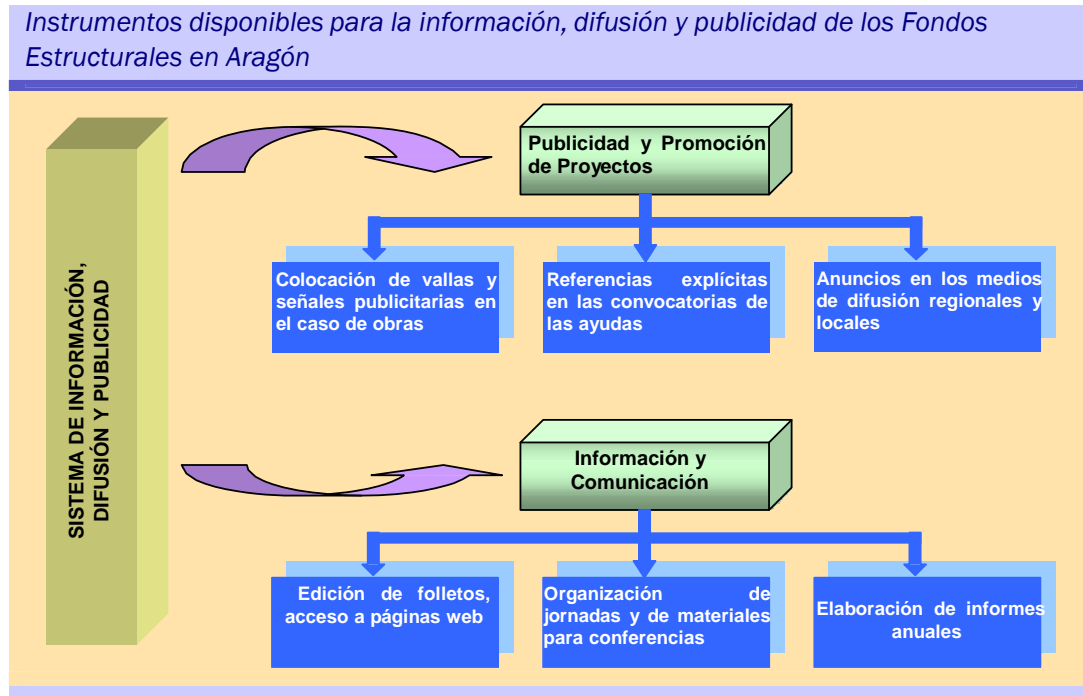 Instrumentos disponibles para la información, difusión y publicidad de los Fondos
Estructurales en Aragón
SISTEMA DE INFORMACIÓN,
DIFUSIÓN Y PUBLICIDAD
Publicidad y Promoción
de Proyectos
Colocación de vallas y
señales publicitarias en
el caso de obras
Referencias explícitas
en las convocatorias de
las ayudas
Anuncios en los medios
de difusión regionales y
locales
Información y
Comunicación
Edición de folletos,
acceso a páginas web
Organización de
jornadas y de materiales
para conferencias
Elaboración de informes
anuales